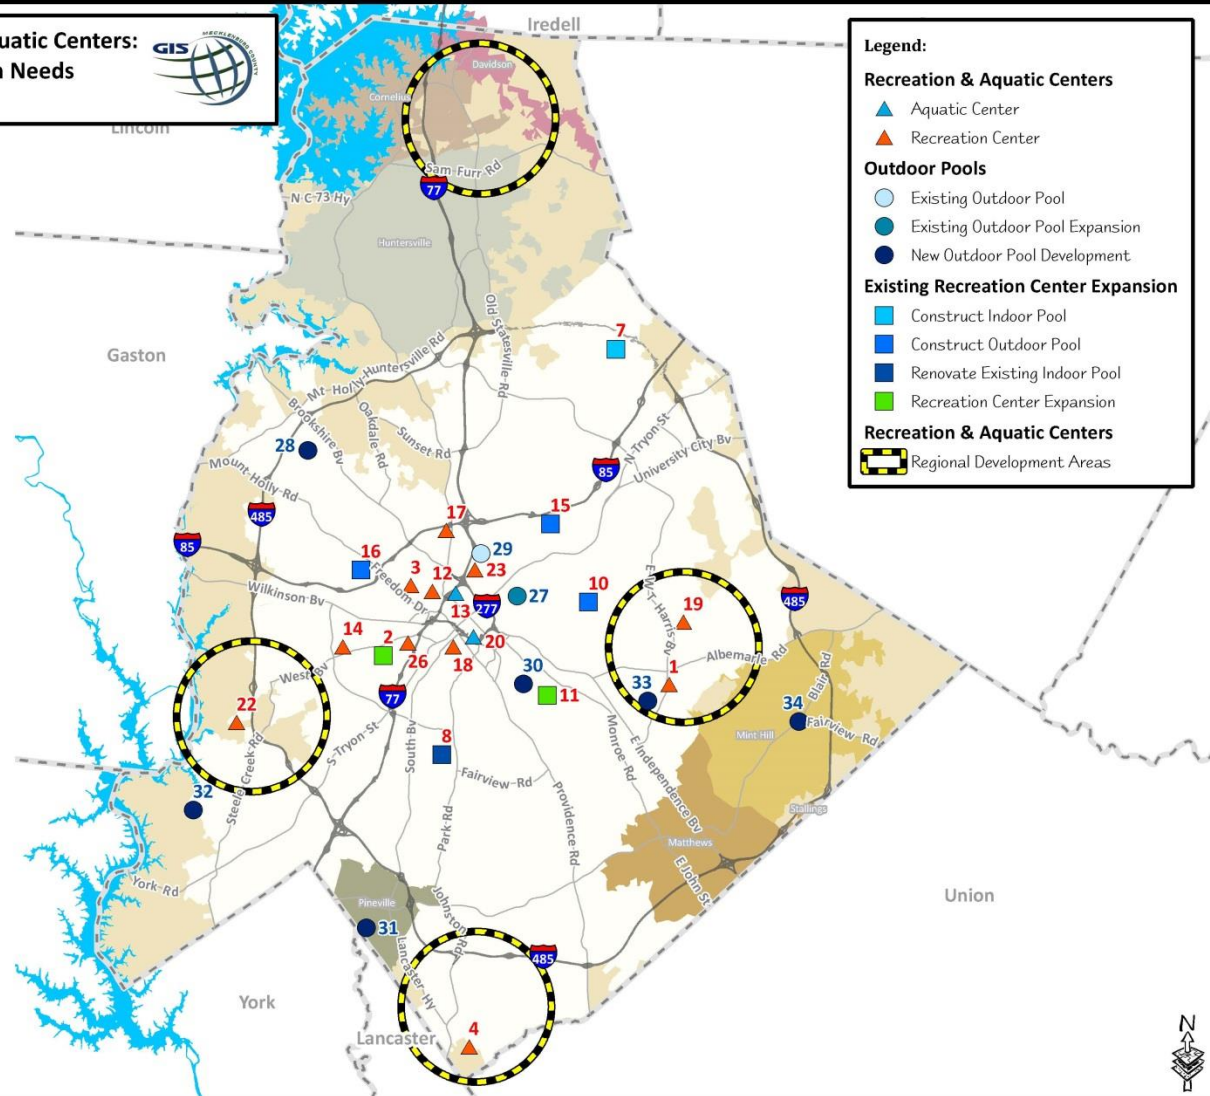 uatic Centers:
n Needs
GIS
MECKLENBURG COUNTY
Iredell
Lincoln
Davidson
Cornelius
Sam Furr Rd
77
N C 73 Hy
Huntersville
Old Statesville Rd
Gaston
Mt Holly-Huntersville Rd
7
Brookshire Bv
Oakdale Rd
Sunset Rd
N Tryon St
University City Bv
28
85
Mount Holly Rd
485
85
17
15
16
29
3
12
23
Freedom Dr
Wilkinson Bv
13
277
27
10
E W T Harris Bv
19
485
14
2
26
18
20
Albemarle Rd
West Bv
1
30
11
33
34
Blair Rd
Fairview Rd
Mint Hill
22
77
S Tryon St
South Bv
8
Fairview Rd
Monroe Rd
E Independence Bv
Steele Creek Rd
32
Park Rd
Providence Rd
Stallings
Matthews
E John St
York Rd
Pineville
31
Johnston Rd
Lancaster Hy
485
Union
York
Lancaster
4
N
Legend:
Recreation & Aquatic Centers
Aquatic Center
Recreation Center
Outdoor Pools
Existing Outdoor Pool
Existing Outdoor Pool Expansion
New Outdoor Pool Development
Existing Recreation Center Expansion
Construct Indoor Pool
Construct Outdoor Pool
Renovate Existing Indoor Pool
Recreation Center Expansion
Recreation & Aquatic Centers
Regional Development Areas